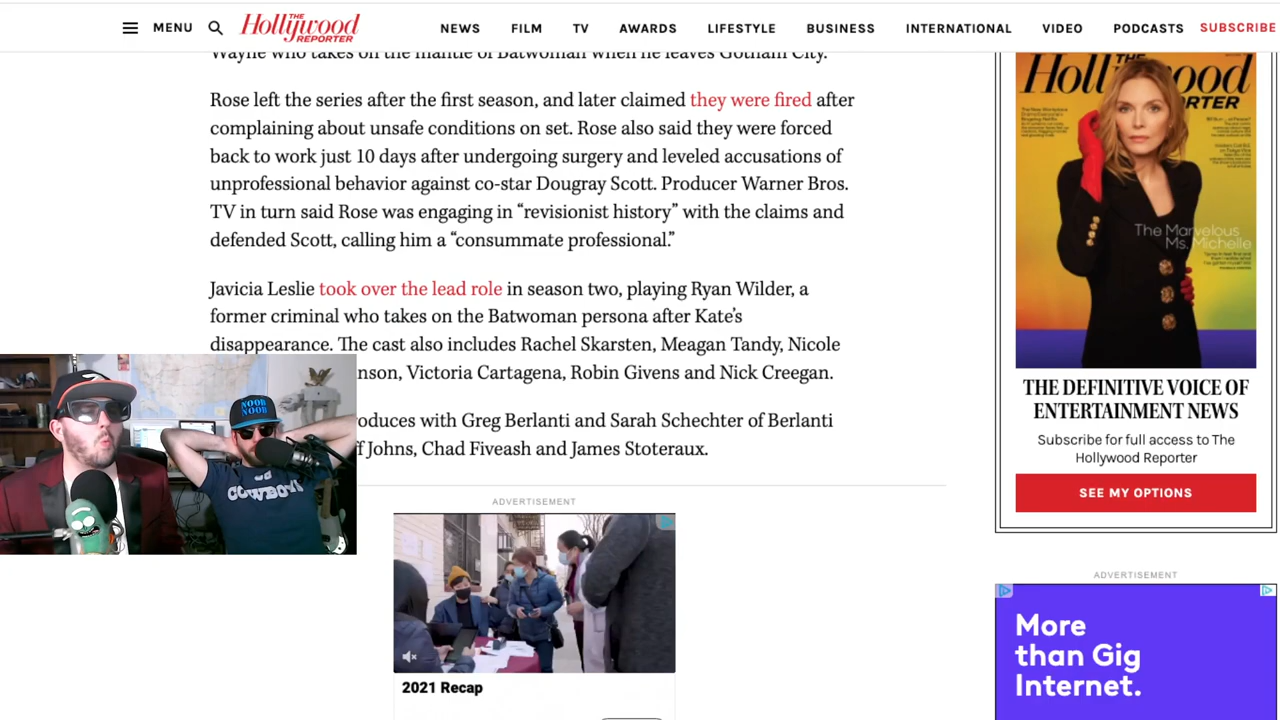 MENU
THE
Hollywood
REPORTER
NEWS
FILM
TV
AWARDS
LIFESTYLE
BUSINESS
INTERNATIONAL
VIDEO
PODCASTS
SUBSCRIBE
Wayne who takes on the mantle of Batwoman when he leaves Gotham City.
Rose left the series after the first season, and later claimed they were fired after
complaining about unsafe conditions on set. Rose also said they were forced
back to work just 10 days after undergoing surgery and leveled accusations of
unprofessional behavior against co-star Dougray Scott. Producer Warner Bros.
TV in turn said Rose was engaging in “revisionist history” with the claims and
defended Scott, calling him a “consummate professional.”
Javicia Leslie took over the lead role in season two, playing Ryan Wilder, a
former criminal who takes on the Batwoman persona after Kate’s
disappearance. The cast also includes Rachel Skarsten, Meagan Tandy, Nicole
nson, Victoria Cartagena, Robin Givens and Nick Creegan.
oduces with Greg Berlanti and Sarah Schechter of Berlanti
f Johns, Chad Fiveash and James Stoteraux.
NOOB
NOOB
COWBOYS
ADVERTISEMENT
2021 Recap
THE
Hollywood
REPORTER
The Marvelous
Ms. Michelle
THE DEFINITIVE VOICE OF
ENTERTAINMENT NEWS
Subscribe for full access to The
Hollywood Reporter
SEE MY OPTIONS
ADVERTISEMENT
More
than Gig
Internet.